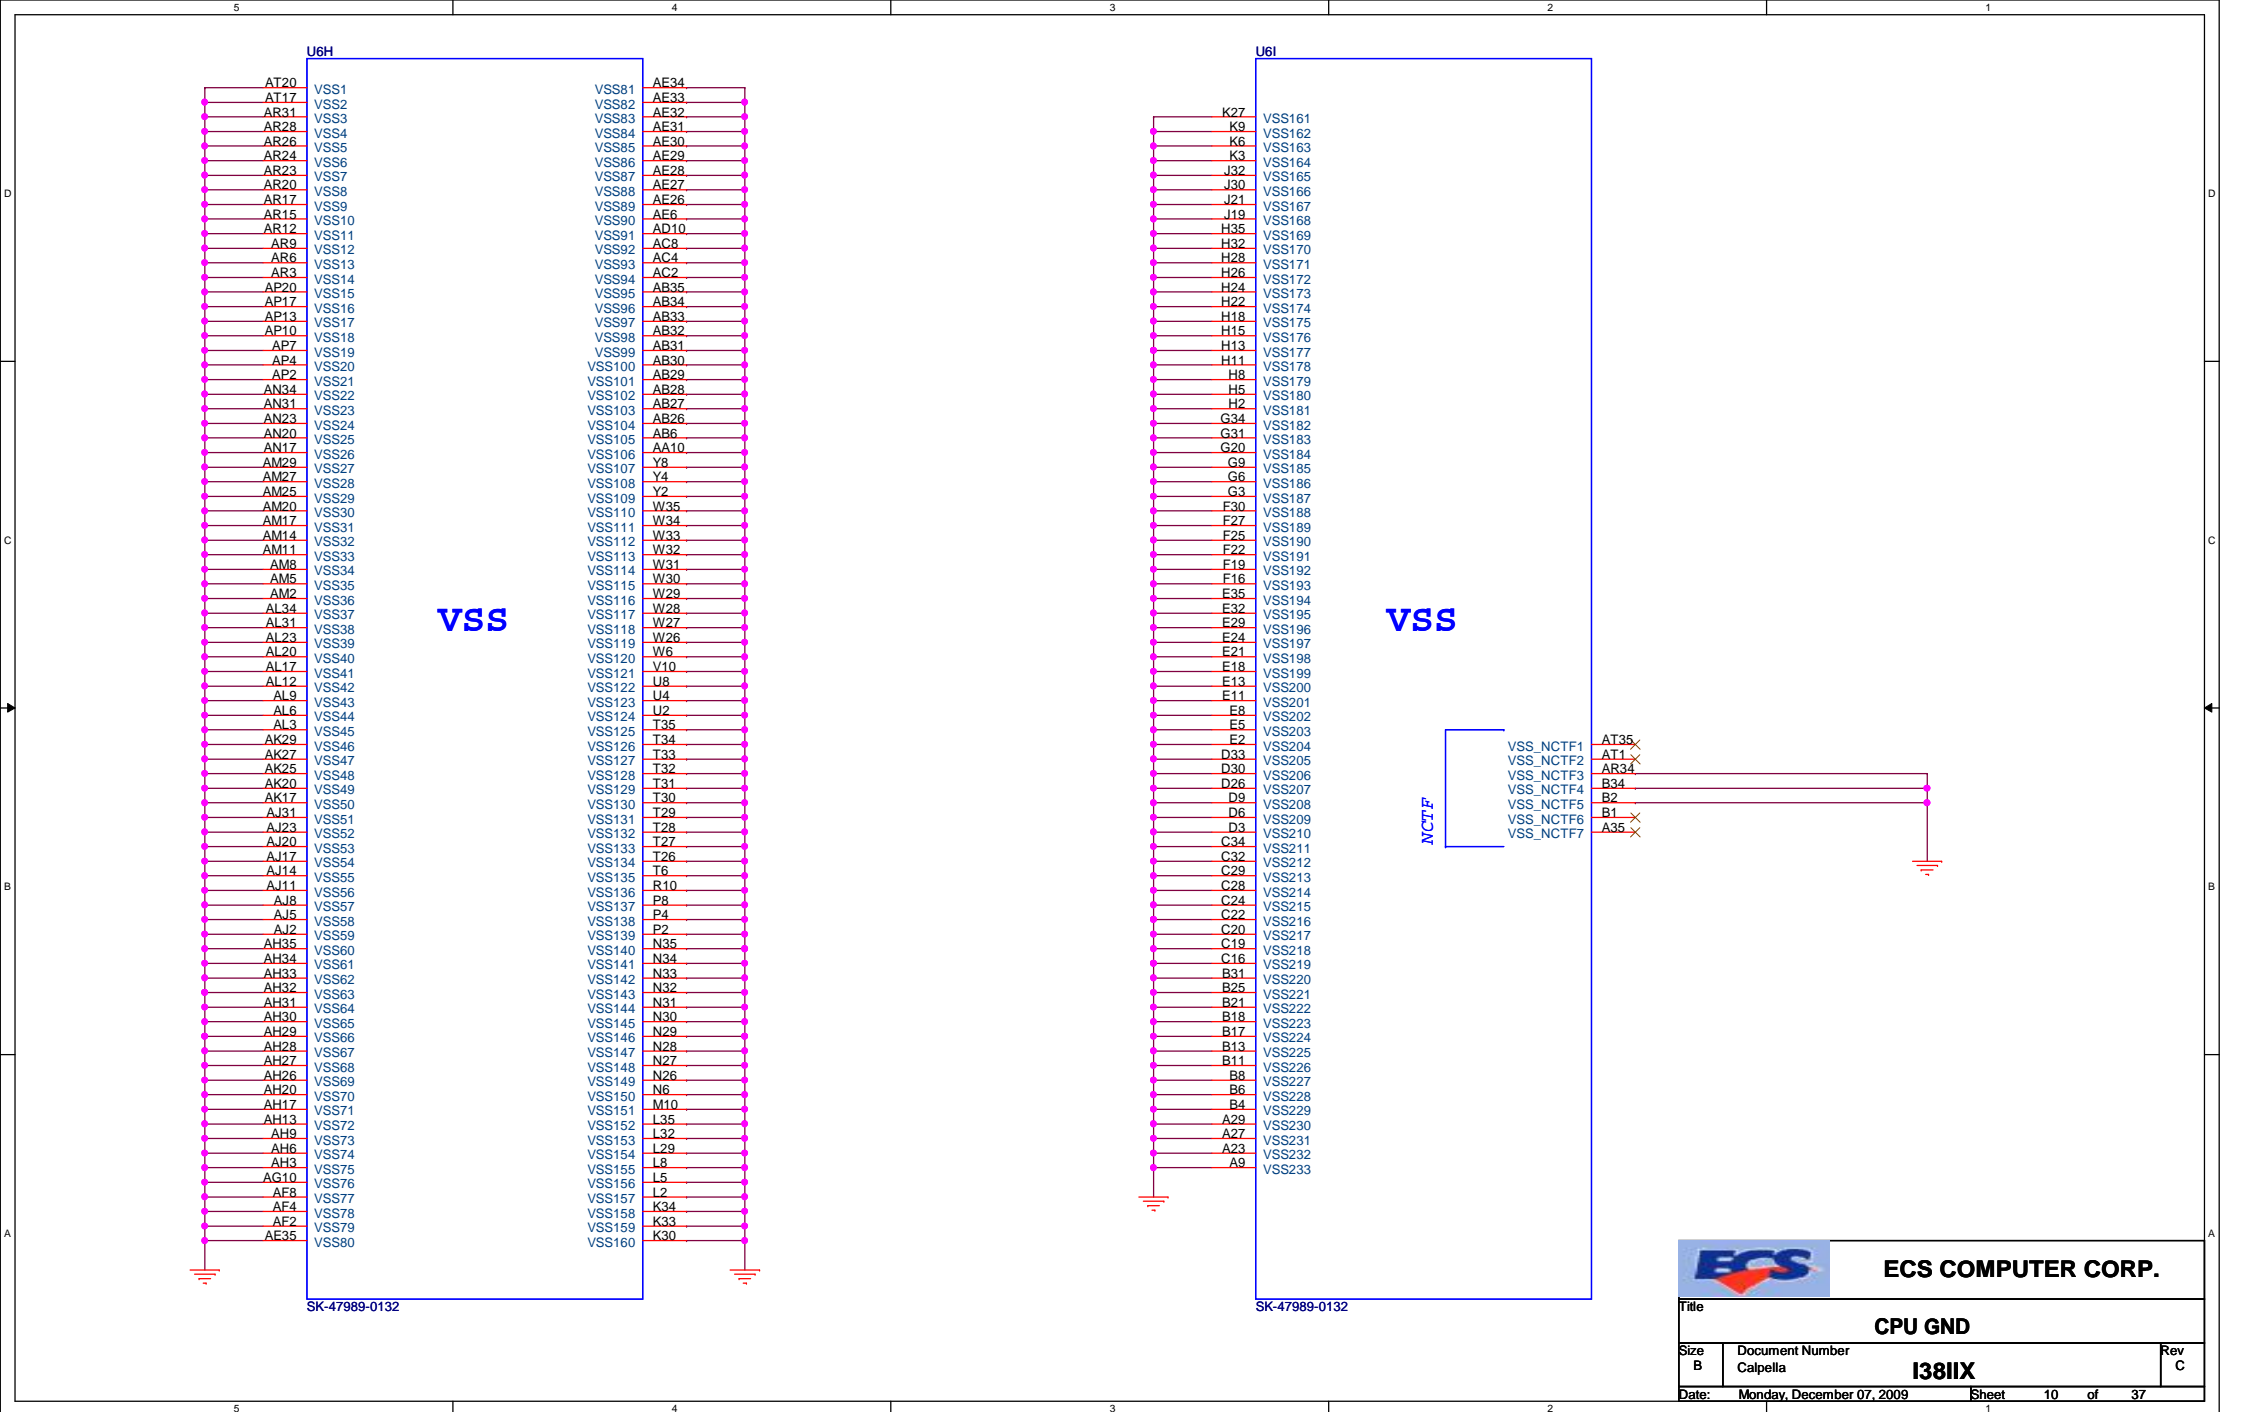 5 4 3 2 1
U6H
U6I
AT20 VSS1 VSS81 AE34
AT17 VSS2 VSS82 AE33
AR31 VSS3 VSS83 AE32 K27 VSS161
AR28 VSS4 VSS84 AE31 K9 VSS162
AR26 VSS5 VSS85 AE30 K6 VSS163
AR24 VSS6 VSS86 AE29 K3 VSS164
AR23 VSS7 VSS87 AE28 J32 VSS165
AR20 VSS8 VSS88 AE27 J30 VSS166
D D
AR17 VSS9 VSS89 AE26 J21 VSS167
AR15 VSS10 VSS90 AE6 J19 VSS168
AR12 VSS11 VSS91 AD10 H35 VSS169
AR9 VSS12 VSS92 AC8 H32 VSS170
AR6 VSS13 VSS93 AC4 H28 VSS171
AR3 VSS14 VSS94 AC2 H26 VSS172
AP20 VSS15 VSS95 AB35 H24 VSS173
AP17 VSS16 VSS96 AB34 H22 VSS174
AP13 VSS17 VSS97 AB33 H18 VSS175
AP10 VSS18 VSS98 AB32 H15 VSS176
AP7 VSS19 VSS99 AB31 H13 VSS177
AP4 VSS20 VSS100 AB30 H11 VSS178
AP2 VSS21 VSS101 AB29 H8 VSS179
AN34 VSS22 VSS102 AB28 H5 VSS180
AN31 VSS23 VSS103 AB27 H2 VSS181
AN23 VSS24 VSS104 AB26 G34 VSS182
AN20 VSS25 VSS105 AB6 G31 VSS183
AN17 VSS26 VSS106 AA10 G20 VSS184
AM29 VSS27 VSS107 Y8 G9 VSS185
AM27 VSS28 VSS108 Y4 G6 VSS186
AM25 VSS29 VSS109 Y2 G3 VSS187
AM20 VSS30 VSS110 W35 F30 VSS188
AM17 VSS31 VSS111 W34 F27 VSS189
AM14 VSS32 VSS112 W33 F25 VSS190
C C
AM11 VSS33 VSS113 W32 F22 VSS191
AM8 VSS34 VSS114 W31 F19 VSS192
AM5 VSS35 VSS115 W30 F16 VSS193
AM2 VSS36 VSS116 W29 E35 VSS194
AL34 VSS37 VSS117 W28 E32 VSS195
VSS VSS
AL31 VSS38 VSS118 W27 E29 VSS196
AL23 VSS39 VSS119 W26 E24 VSS197
AL20 VSS40 VSS120 W6 E21 VSS198
AL17 VSS41 VSS121 V10 E18 VSS199
AL12 VSS42 VSS122 U8 E13 VSS200
AL9 VSS43 VSS123 U4 E11 VSS201
AL6 VSS44 VSS124 U2 E8 VSS202
AL3 VSS45 VSS125 T35 E5 VSS203
AK29 VSS46 VSS126 T34 E2 VSS204 VSS_NCTF1 AT35
AK27 VSS47 VSS127 T33 D33 VSS205 VSS_NCTF2 AT1
AK25 VSS48 VSS128 T32 D30 VSS206 VSS_NCTF3 AR34
AK20 VSS49 VSS129 T31 D26 VSS207 VSS_NCTF4 B34
AK17 VSS50 VSS130 T30 D9 VSS208 VSS_NCTF5 B2
AJ31 VSS51 VSS131 T29 D6 VSS209 VSS_NCTF6 B1
NCTF
AJ23 VSS52 VSS132 T28 D3 VSS210 VSS_NCTF7 A35
AJ20 VSS53 VSS133 T27 C34 VSS211
AJ17 VSS54 VSS134 T26 C32 VSS212
AJ14 VSS55 VSS135 T6 C29 VSS213
B B
AJ11 VSS56 VSS136 R10 C28 VSS214
AJ8 VSS57 VSS137 P8 C24 VSS215
AJ5 VSS58 VSS138 P4 C22 VSS216
AJ2 VSS59 VSS139 P2 C20 VSS217
AH35 VSS60 VSS140 N35 C19 VSS218
AH34 VSS61 VSS141 N34 C16 VSS219
AH33 VSS62 VSS142 N33 B31 VSS220
AH32 VSS63 VSS143 N32 B25 VSS221
AH31 VSS64 VSS144 N31 B21 VSS222
AH30 VSS65 VSS145 N30 B18 VSS223
AH29 VSS66 VSS146 N29 B17 VSS224
AH28 VSS67 VSS147 N28 B13 VSS225
AH27 VSS68 VSS148 N27 B11 VSS226
AH26 VSS69 VSS149 N26 B8 VSS227
AH20 VSS70 VSS150 N6 B6 VSS228
AH17 VSS71 VSS151 M10 B4 VSS229
AH13 VSS72 VSS152 L35 A29 VSS230
AH9 VSS73 VSS153 L32 A27 VSS231
AH6 VSS74 VSS154 L29 A23 VSS232
AH3 VSS75 VSS155 L8 A9 VSS233
AG10 VSS76 VSS156 L5
AF8 VSS77 VSS157 L2
AF4 VSS78 VSS158 K34
AF2 VSS79 VSS159 K33
A A
AE35 VSS80 VSS160 K30
SK-47989-0132
SK-47989-0132
ECS ECS COMPUTER CORP.
Title
CPU GND
Size Document Number Rev
B Calpella I38IIX C
Date: Monday, December 07, 2009 Sheet 10 of 37
5 4 3 2 1